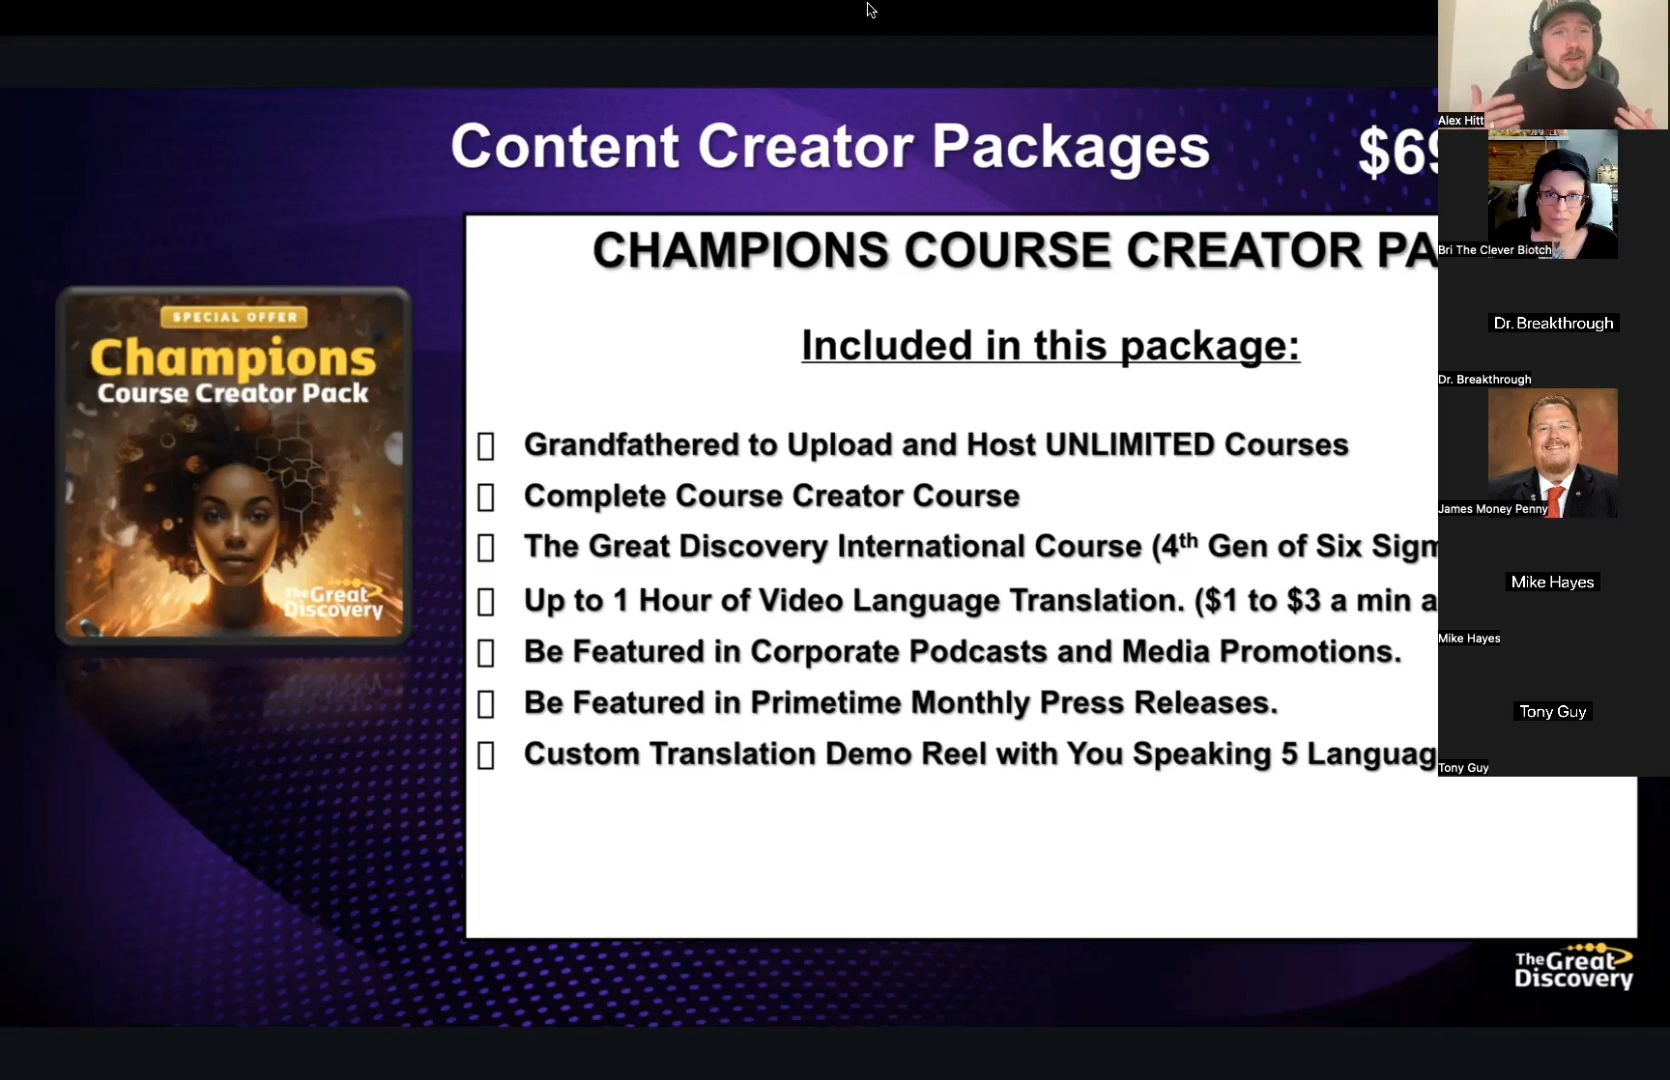 Content Creator Packages
$69
CHAMPIONS COURSE CREATOR PA
Included in this package:
SPECIAL OFFER
Champions
Course Creator Pack
The Great
Discovery
Grandfathered to Upload and Host UNLIMITED Courses
Complete Course Creator Course
The Great Discovery International Course (4th Gen of Six Sigm
Up to 1 Hour of Video Language Translation. ($1 to $3 a min a
Be Featured in Corporate Podcasts and Media Promotions.
Be Featured in Primetime Monthly Press Releases.
Custom Translation Demo Reel with You Speaking 5 Languag
Alex Hitt
Bri The Clever Biotch
Dr. Breakthrough
Dr. Breakthrough
James Money Penny
Mike Hayes
Mike Hayes
Tony Guy
Tony Guy
The Great
Discovery